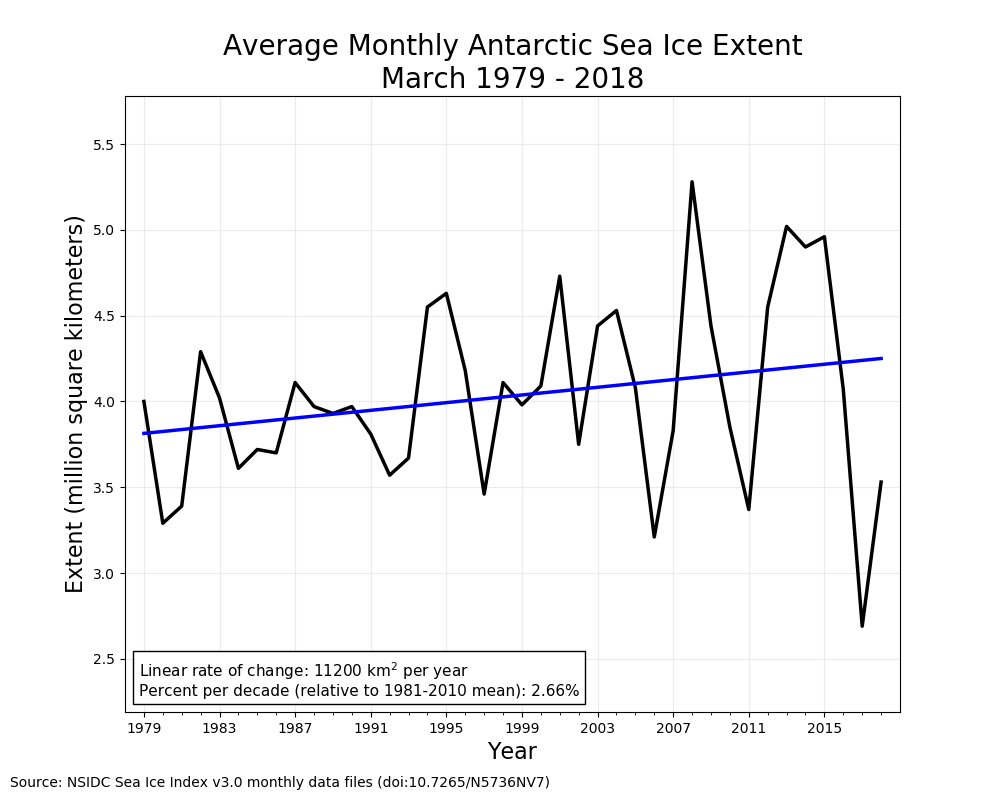 Average Monthly Antarctic Sea Ice Extent
March 1979 - 2018
Extent (million square kilometers)
5.5
5.0
4.5
4.0
3.5
3.0
2.5
Linear rate of change: 11200 km² per year
Percent per decade (relative to 1981-2010 mean): 2.66%
1979 1983 1987 1991 1995 1999 2003 2007 2011 2015
Year
Source: NSIDC Sea Ice Index v3.0 monthly data files (doi:10.7265/N5736NV7)